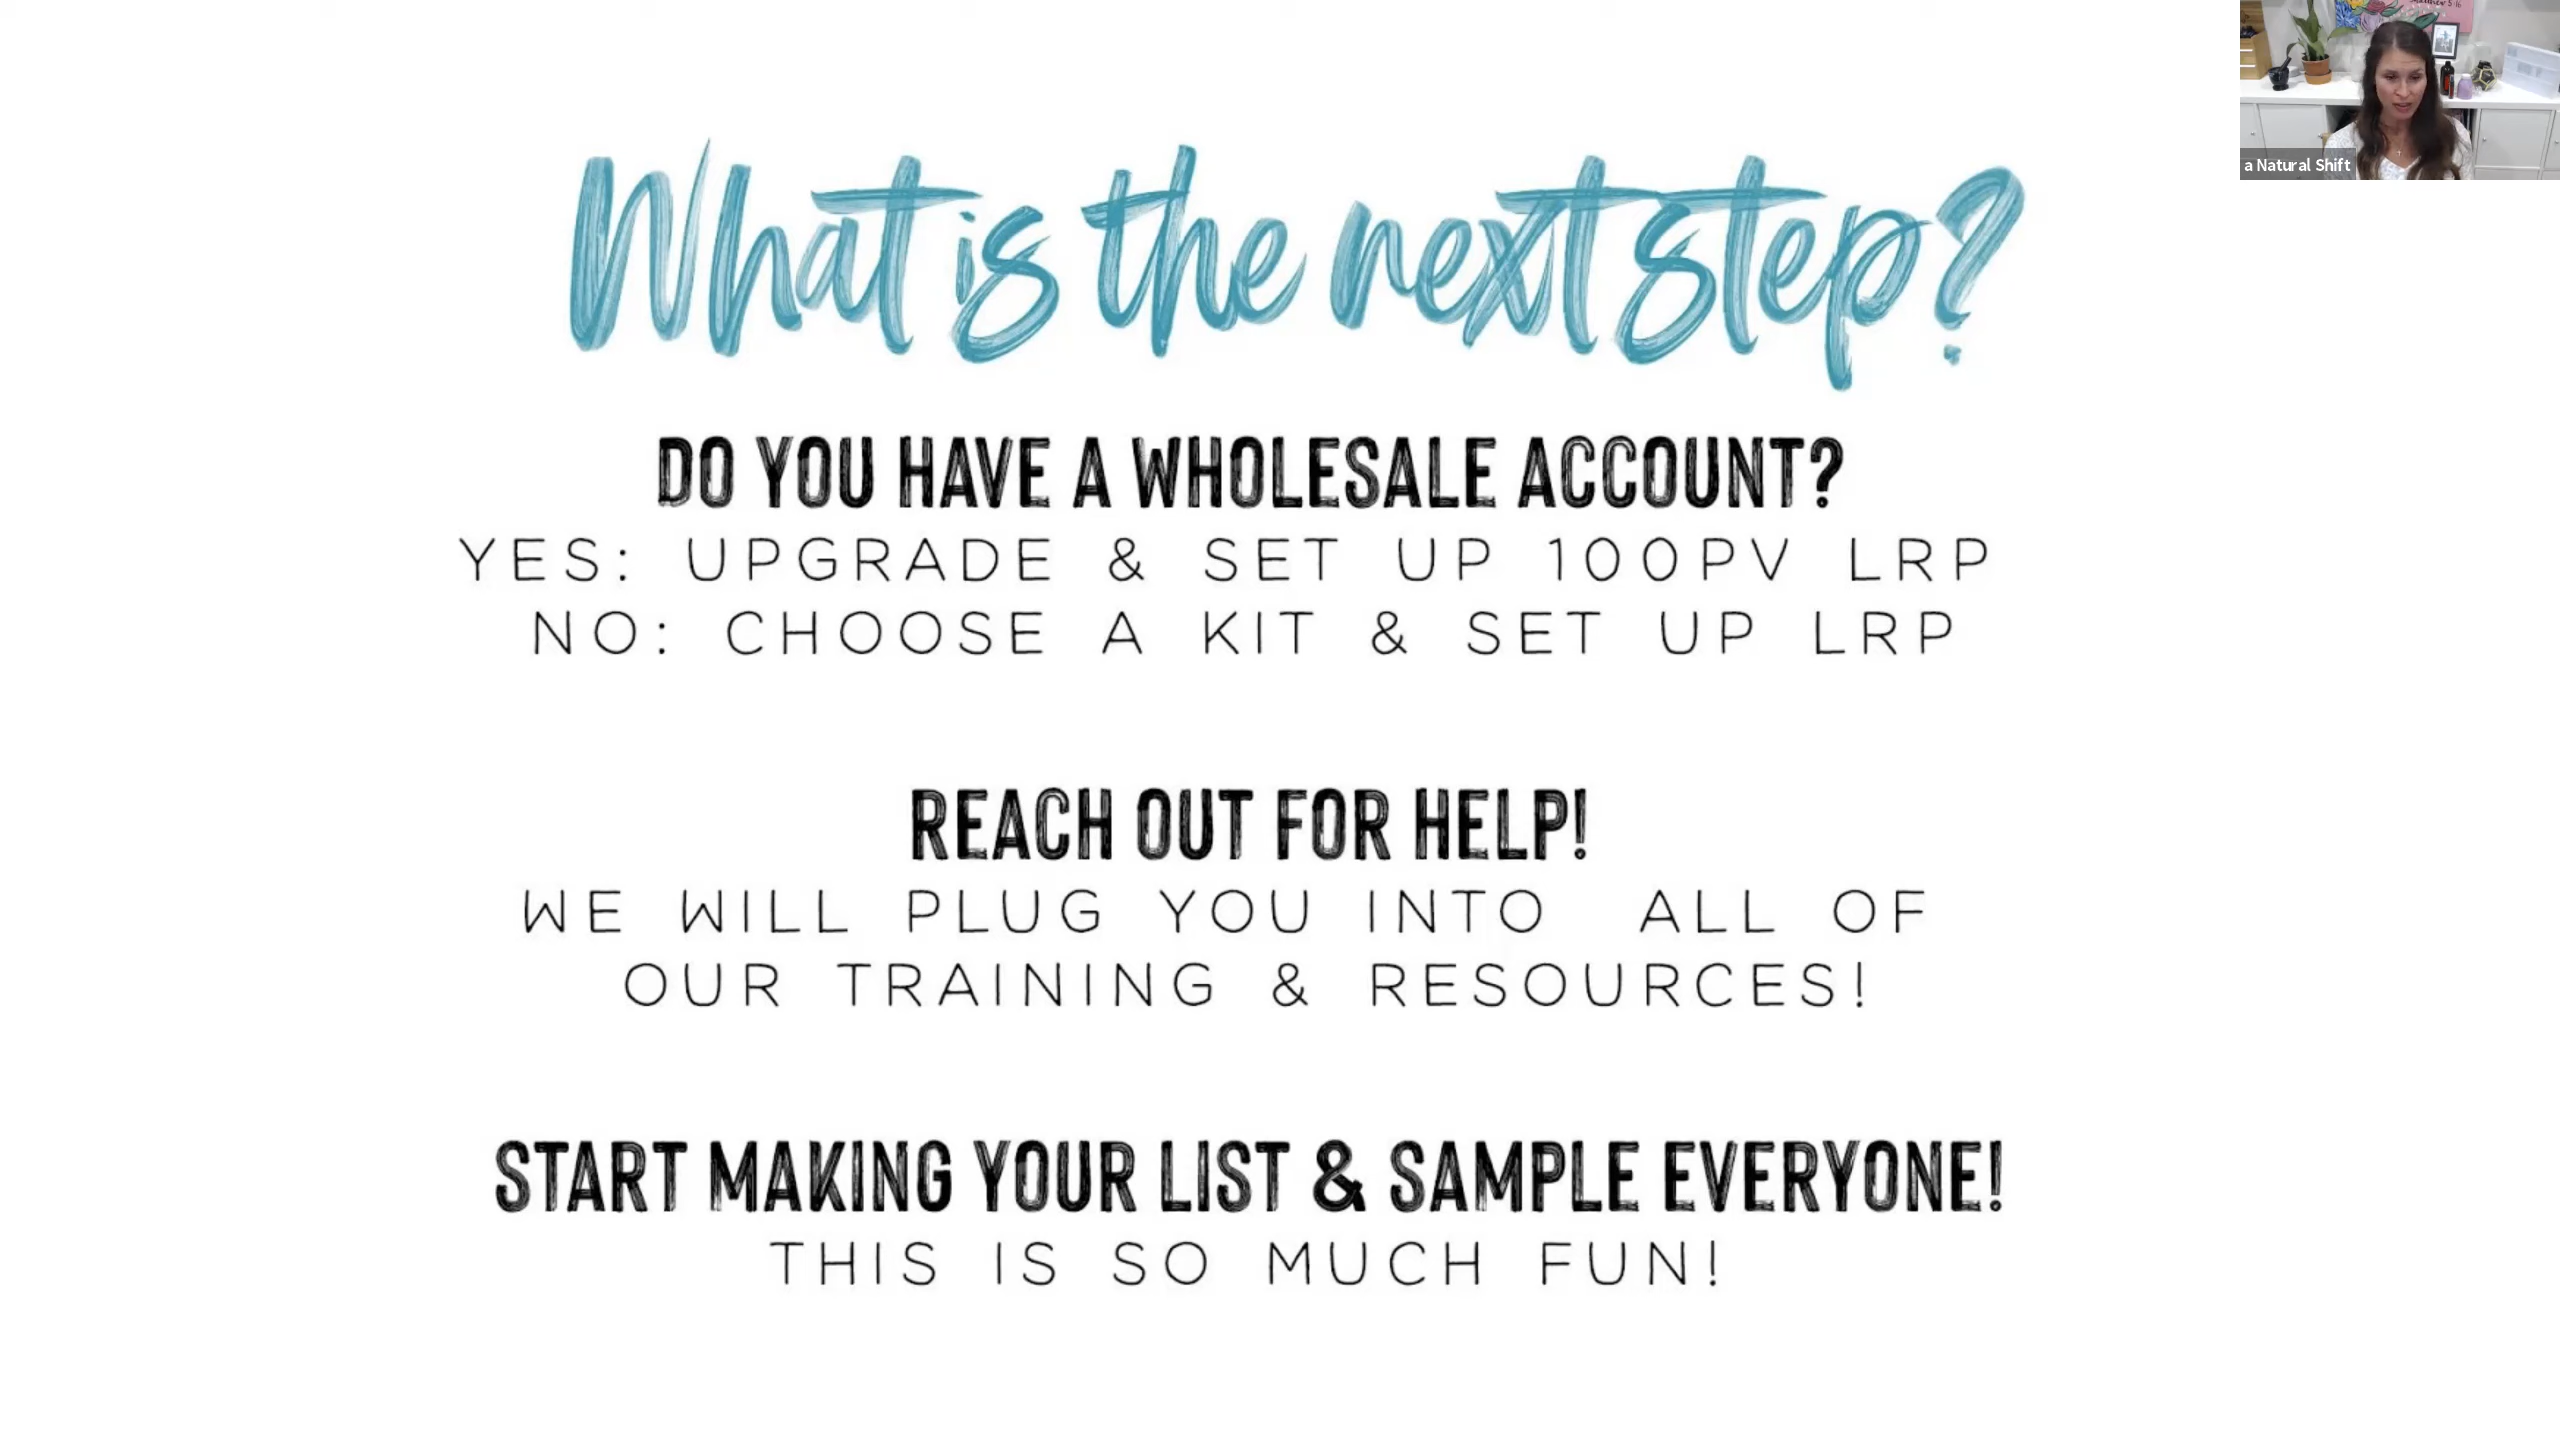 What is the next step?
DO YOU HAVE A WHOLESALE ACCOUNT?
YES: UPGRADE & SET UP 100PV LRP
NO: CHOOSE A KIT & SET UP LRP
REACH OUT FOR HELP!
WE WILL PLUG YOU INTO ALL OF
OUR TRAINING & RESOURCES!
START MAKING YOUR LIST & SAMPLE EVERYONE!
THIS IS SO MUCH FUN!
a Natural Shift